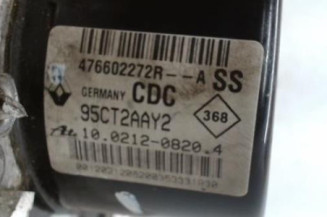 476602272R--A SS
GERMANY CDC
368
95CT2AAY2
10.0212-0820.4